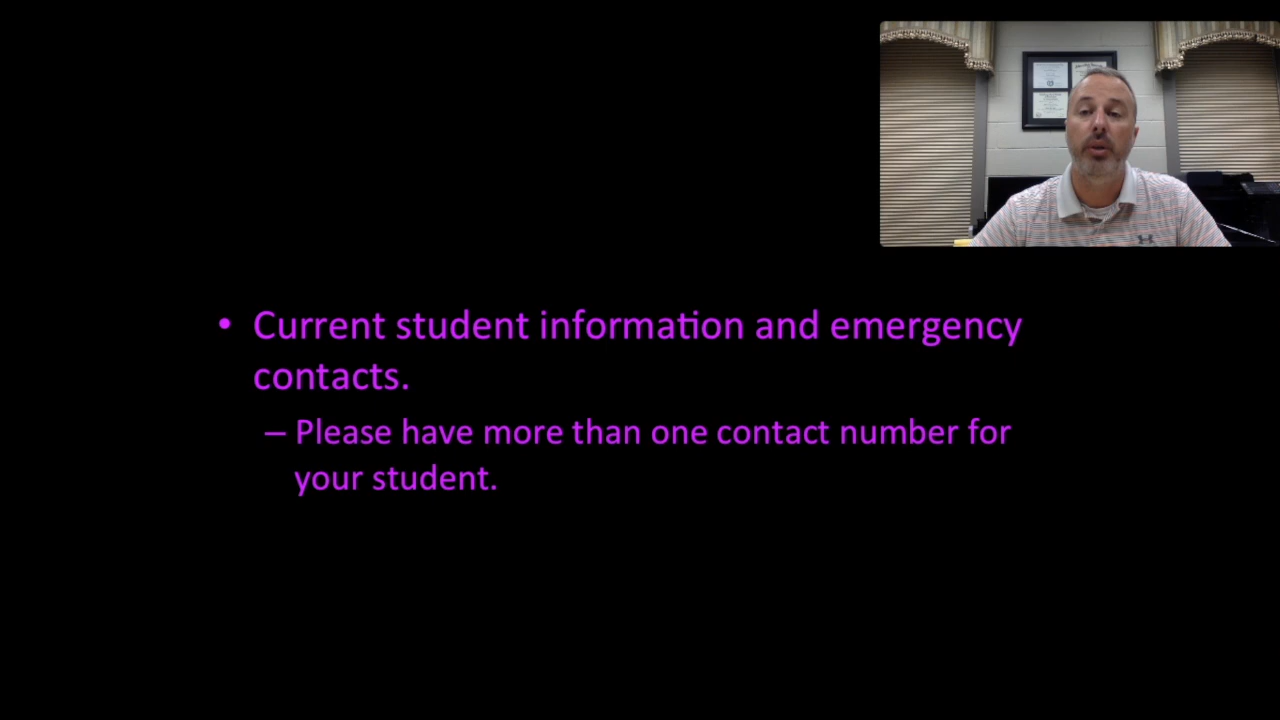 • Current student information and emergency
contacts.
– Please have more than one contact number for
your student.